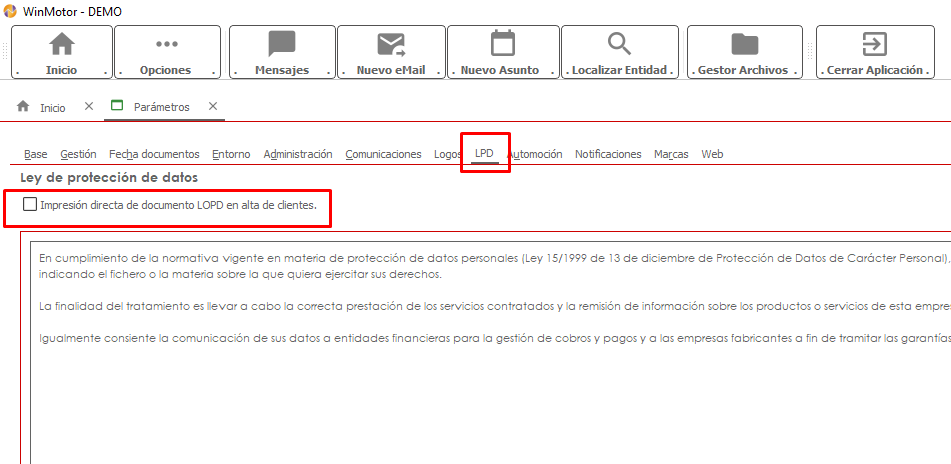 WinMotor - DEMO
. Inicio . . Opciones . . Mensajes . . Nuevo eMail . . Nuevo Asunto . . Localizar Entidad . . Gestor Archivos . . Cerrar Aplicación .
Inicio Parámetros
Base Gestión Fecha documentos Entorno Administración Comunicaciones Logos LPD Automoción Notificaciones Marcas Web
Ley de protección de datos
Impresión directa de documento LOPD en alta de clientes.
En cumplimiento de la normativa vigente en materia de protección de datos personales (Ley 15/1999 de 13 de diciembre de Protección de Datos de Carácter Personal),
indicando el fichero o la materia sobre la que quiera ejercitar sus derechos.
La finalidad del tratamiento es llevar a cabo la correcta prestación de los servicios contratados y la remisión de información sobre los productos o servicios de esta empre
Igualmente consiente la comunicación de sus datos a entidades financieras para la gestión de cobros y pagos y a las empresas fabricantes a fin de tramitar las garantías